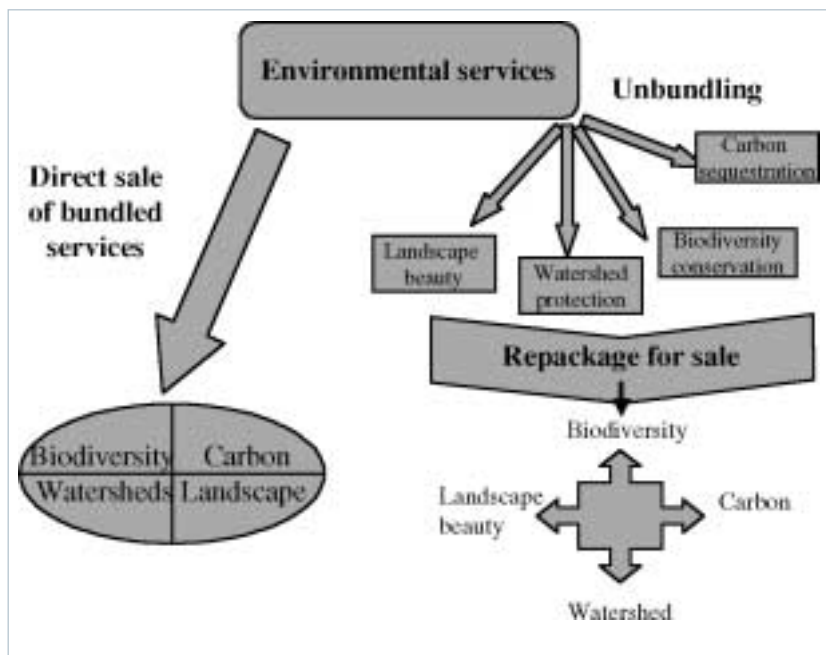 Environmental services
Unbundling
Direct sale
of bundled
services
Carbon
sequestration
Landscape
beauty
Watershed
protection
Biodiversity
conservation
Repackage for sale
Biodiversity
Landscape
beauty
Carbon
Watershed
Biodiversity
Carbon
Watersheds
Landscape